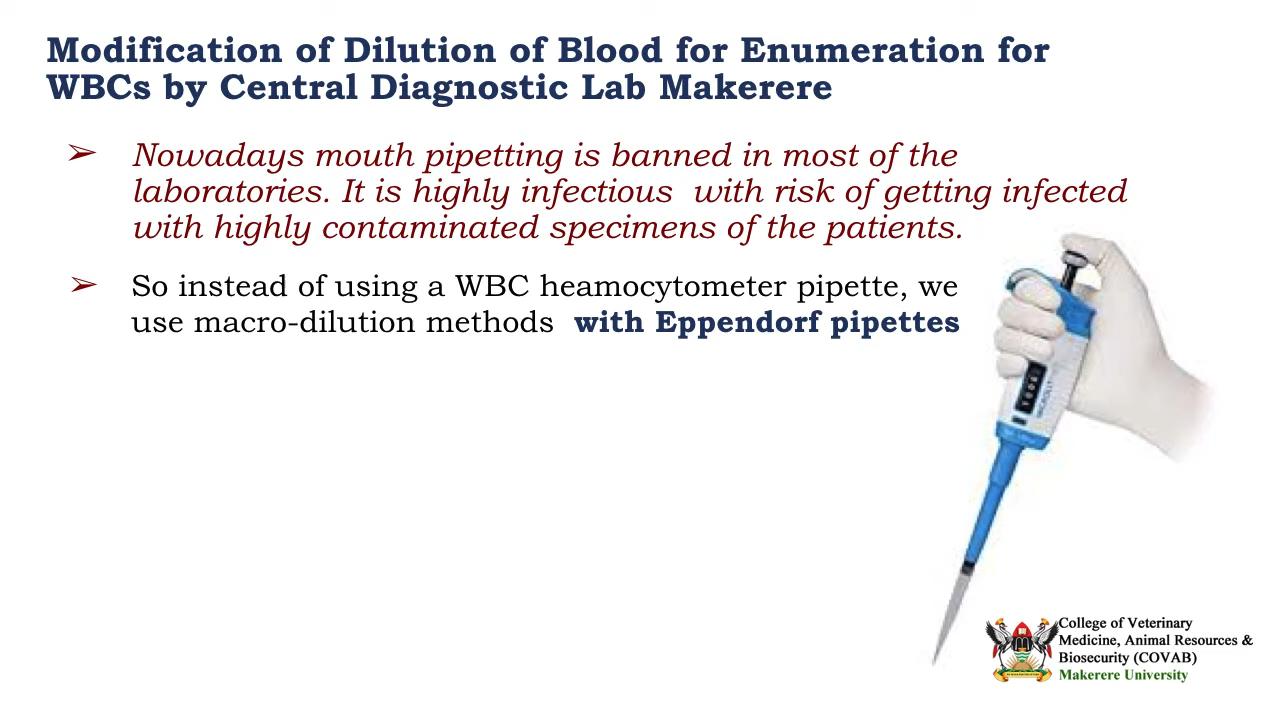 Modification of Dilution of Blood for Enumeration for
WBCs by Central Diagnostic Lab Makerere
➢ Nowadays mouth pipetting is banned in most of the
laboratories. It is highly infectious  with risk of getting infected
with highly contaminated specimens of the patients.
➢ So instead of using a WBC heamocytometer pipette, we
use macro-dilution methods  with Eppendorf pipettes
College of Veterinary
Medicine, Animal Resources &
Biosecurity (COVAB)
Makerere University